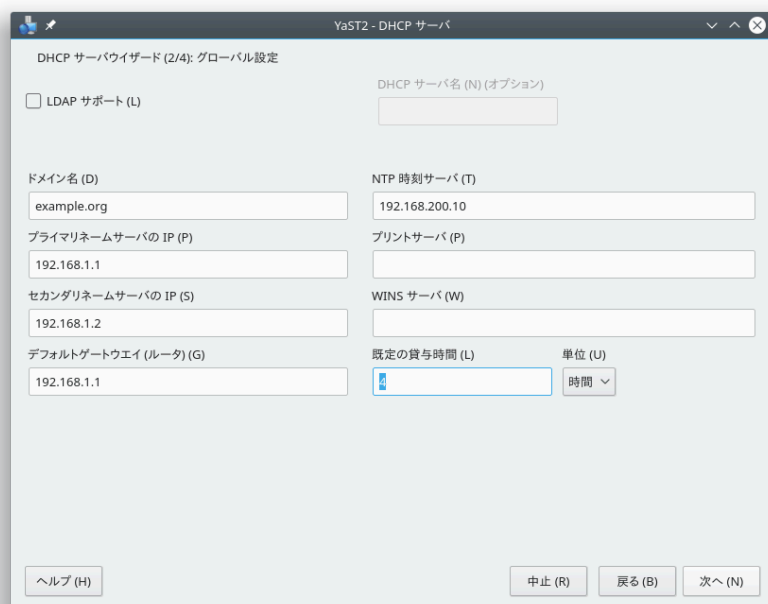 YaST2 - DHCP サーバ
DHCP サーバウイザード (2/4): グローバル設定
LDAP サポート (L)
DHCP サーバ名 (N) (オプション)
ドメイン名 (D)
NTP 時刻サーバ (T)
example.org
192.168.200.10
プライマリネームサーバの IP (P)
プリントサーバ (P)
192.168.1.1
セカンダリネームサーバの IP (S)
WINS サーバ (W)
192.168.1.2
デフォルトゲートウエイ (ルータ) (G)
既定の貸与時間 (L)
単位 (U)
192.168.1.1
4
時間
ヘルプ (H)
中止 (R)
戻る (B)
次へ (N)